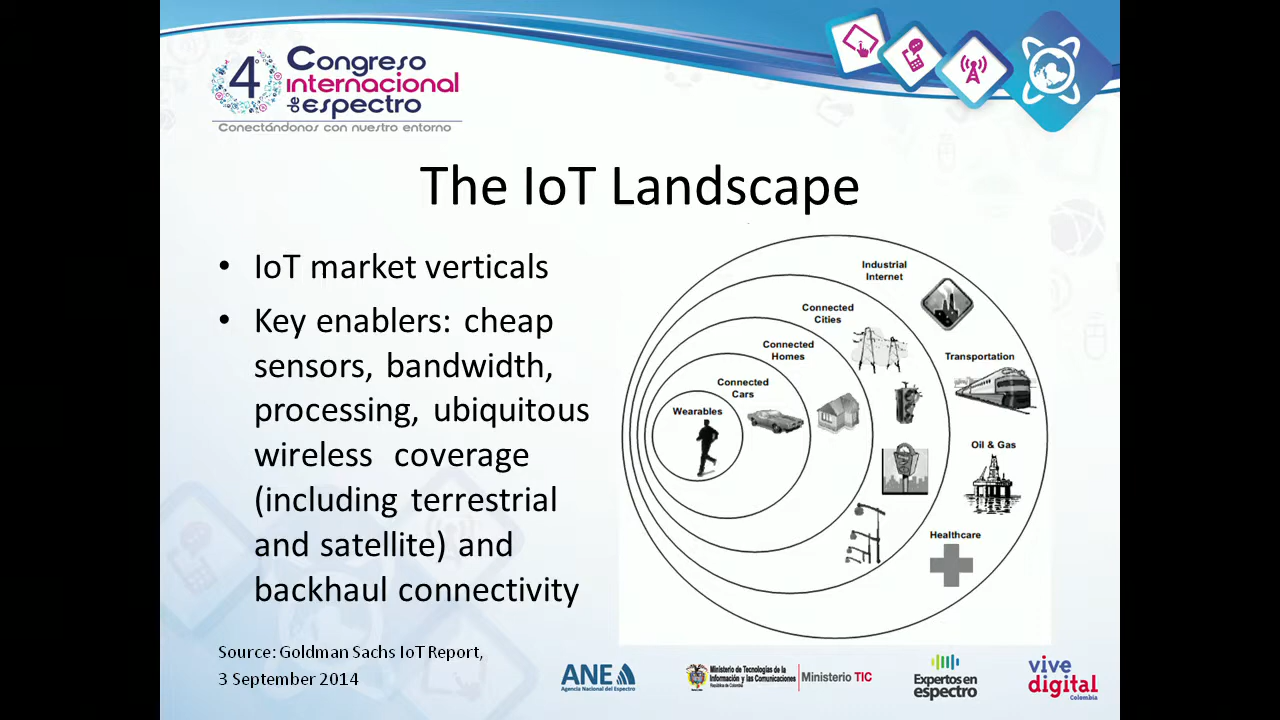 4°
Congreso
internacional
de espectro
Conectándonos con nuestro entorno
The IoT Landscape
• IoT market verticals
• Key enablers: cheap
sensors, bandwidth,
processing, ubiquitous
wireless coverage
(including terrestrial
and satellite) and
backhaul connectivity
Industrial
Internet
Connected
Cities
Connected
Homes
Transportation
Connected
Cars
Wearables
Oil & Gas
Healthcare
Source: Goldman Sachs IoT Report,
3 September 2014
ANE
Agencia Nacional del Espectro
Ministerio de Tecnologías de la
Información y las Comunicaciones
República de Colombia
Ministerio TIC
Expertos en
espectro
vive
digital
Colombia